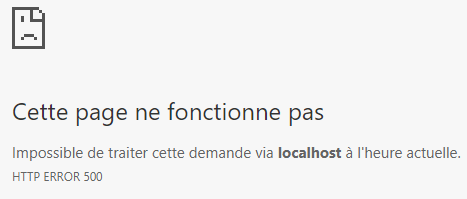 Cette page ne fonctionne pas
Impossible de traiter cette demande via localhost à l'heure actuelle.
HTTP ERROR 500